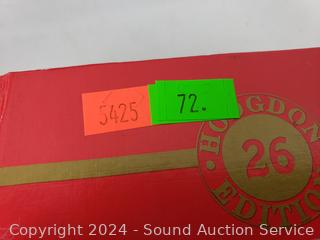 5425
72.
HODGDON
26
EDITION
Copyright 2024 - Sound Auction Service